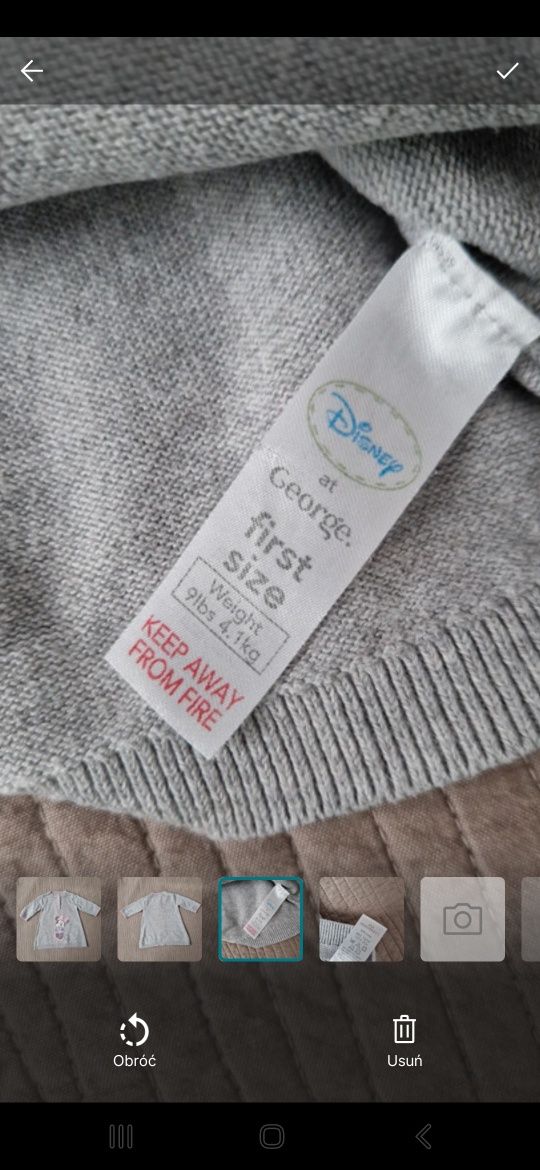 Disney
at
George.
first
size
Weight
9lbs 4.1kg
KEEP AWAY
FROM FIRE
Obróć
Usuń